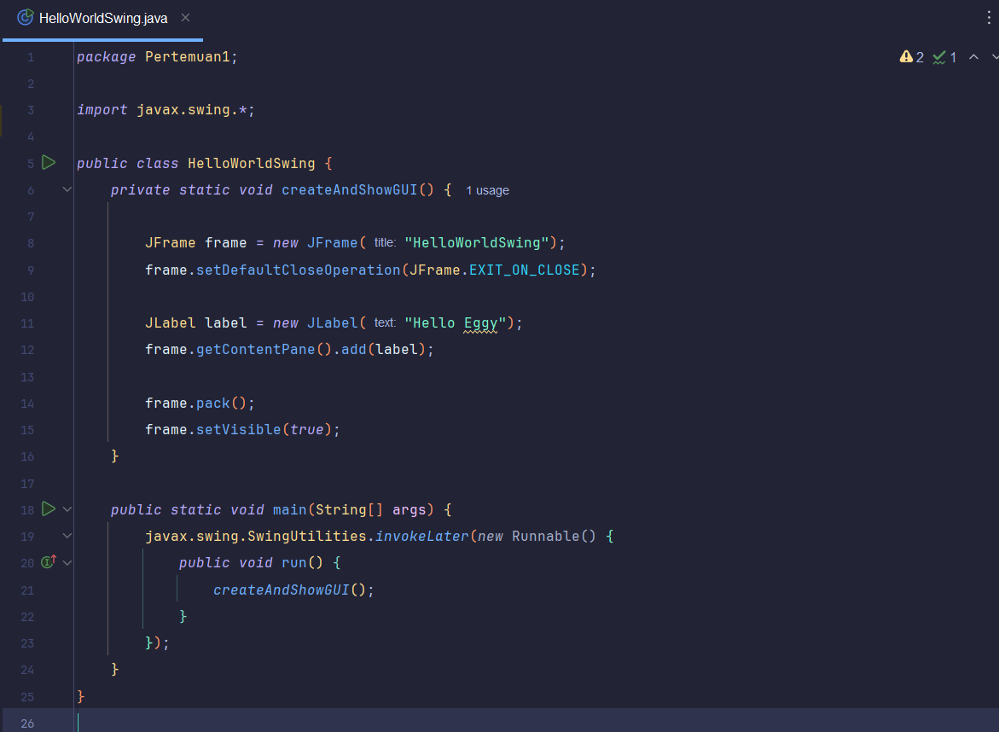 HelloWorldSwing.java
2 1
1 package Pertemuan1;
2
3 import javax.swing.*;
4
5 public class HelloWorldSwing {
6 private static void createAndShowGUI() { 1 usage
7
8 JFrame frame = new JFrame( title: "HelloWorldSwing");
9 frame.setDefaultCloseOperation(JFrame.EXIT_ON_CLOSE);
10
11 JLabel label = new JLabel( text: "Hello Eggy");
12 frame.getContentPane().add(label);
13
14 frame.pack();
15 frame.setVisible(true);
16 }
17
18 public static void main(String[] args) {
19 javax.swing.SwingUtilities.invokeLater(new Runnable() {
20 public void run() {
21 createAndShowGUI();
22 }
23 });
24 }
25 }
26